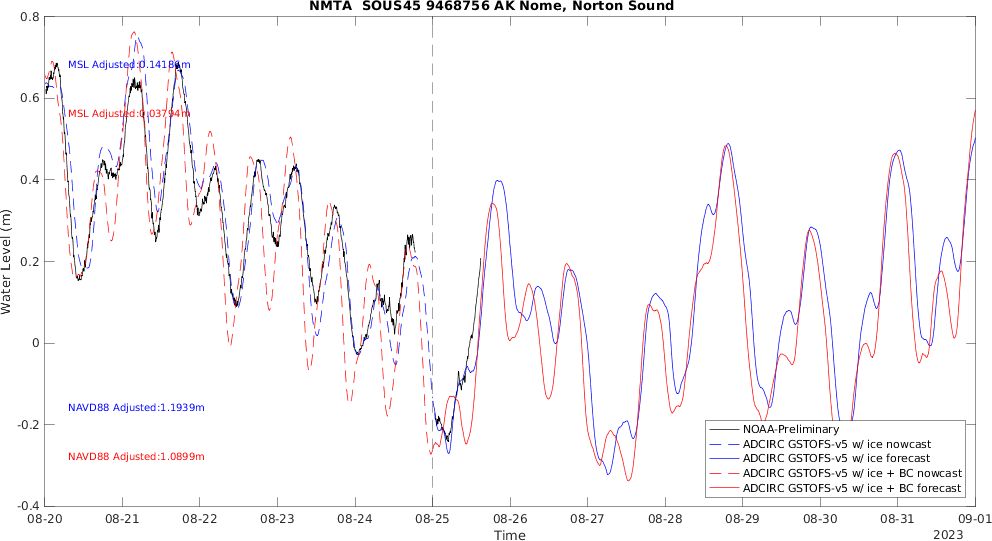 NMTA SOUS45 9468756 AK Nome, Norton Sound
0.8
0.6
0.4
0.2
0
-0.2
-0.4
Water Level (m)
MSL Adjusted:0.1418 m
MSL Adjusted:0.03794m
NAVD88 Adjusted:1.1939m
NAVD88 Adjusted:1.0899m
NOAA-Preliminary
ADCIRC GSTOFS-v5 w/ ice nowcast
ADCIRC GSTOFS-v5 w/ ice forecast
ADCIRC GSTOFS-v5 w/ ice + BC nowcast
ADCIRC GSTOFS-v5 w/ ice + BC forecast
08-20 08-21 08-22 08-23 08-24 08-25 08-26 08-27 08-28 08-29 08-30 08-31 09-01
Time
2023